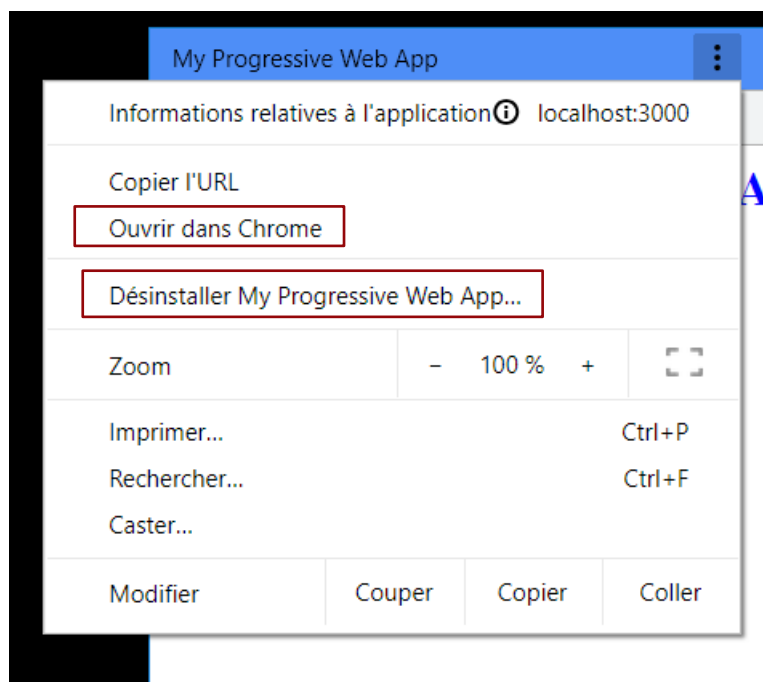 My Progressive Web App
Informations relatives à l'application localhost:3000
Copier l'URL
A
Ouvrir dans Chrome
Désinstaller My Progressive Web App...
Zoom − 100 % +
Imprimer... Ctrl+P
Rechercher... Ctrl+F
Caster...
Modifier Couper Copier Coller